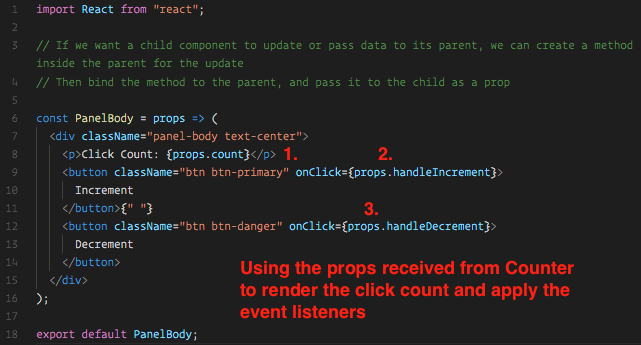 1 import React from "react";
2
3 // If we want a child component to update or pass data to its parent, we can create a method
inside the parent for the update
4 // Then bind the method to the parent, and pass it to the child as a prop
5
6 const PanelBody = props => (
7 <div className="panel-body text-center">
8 <p>Click Count: {props.count}</p> 1. 2.
9 <button className="btn btn-primary" onClick={props.handleIncrement}>
10 Increment
11 </button>{" "} 3.
12 <button className="btn btn-danger" onClick={props.handleDecrement}>
13 Decrement
14 </button>
15 </div>
16 );
17
18 export default PanelBody;
Using the props received from Counter
to render the click count and apply the
event listeners